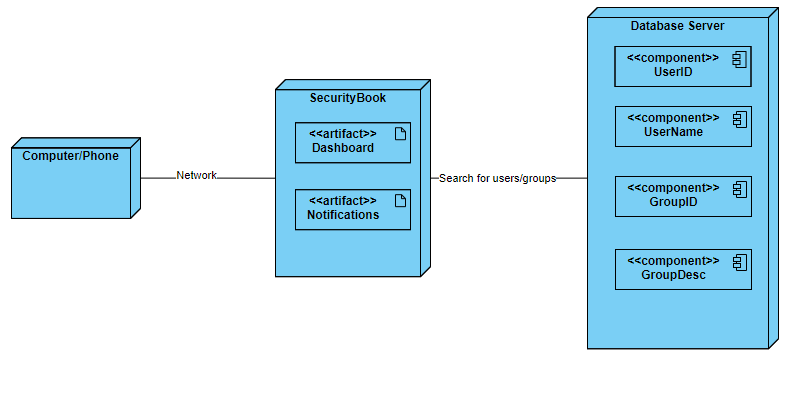 Computer/Phone
Network
SecurityBook
<<artifact>>
Dashboard
<<artifact>>
Notifications
Search for users/groups
Database Server
<<component>>
UserID
<<component>>
UserName
<<component>>
GroupID
<<component>>
GroupDesc